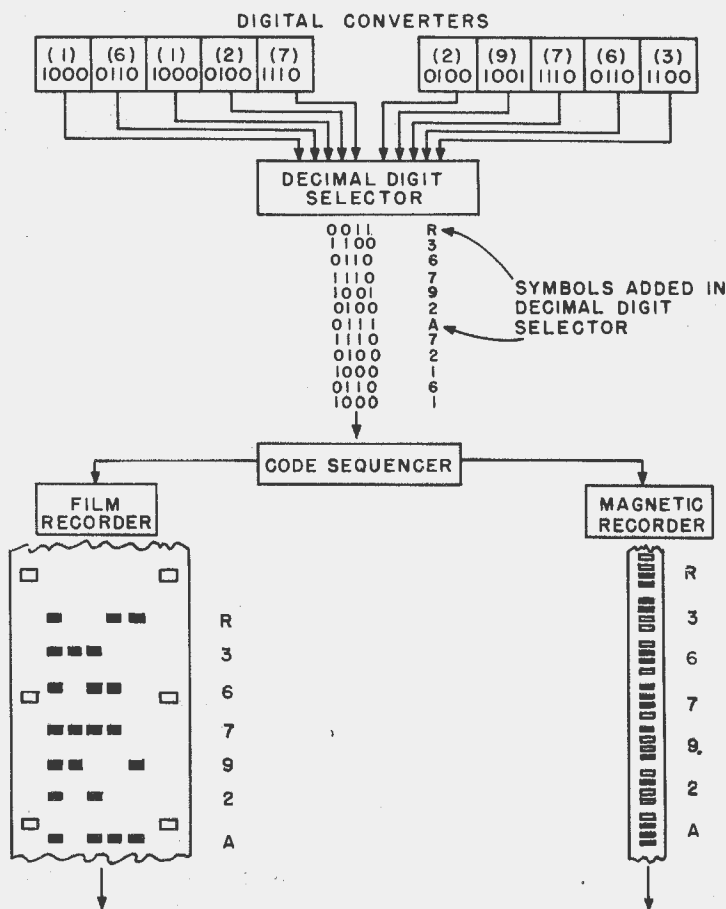 DIGITAL CONVERTERS
(1) (6) (1) (2) (7) (2) (9) (7) (6) (3)
1000 0110 1000 0100 1110 0100 1001 1110 0110 1100
DECIMAL DIGIT
SELECTOR
0011 R
1100 3
0110 6
1110 7
1001 9
0100 2
0111 A
1110 7
0100 2
1000 1
0110 6
1000 1
SYMBOLS ADDED IN
DECIMAL DIGIT
SELECTOR
CODE SEQUENCER
FILM
RECORDER
MAGNETIC
RECORDER
R
3
6
7
9
2
A
R
3
6
7
9.
2
A